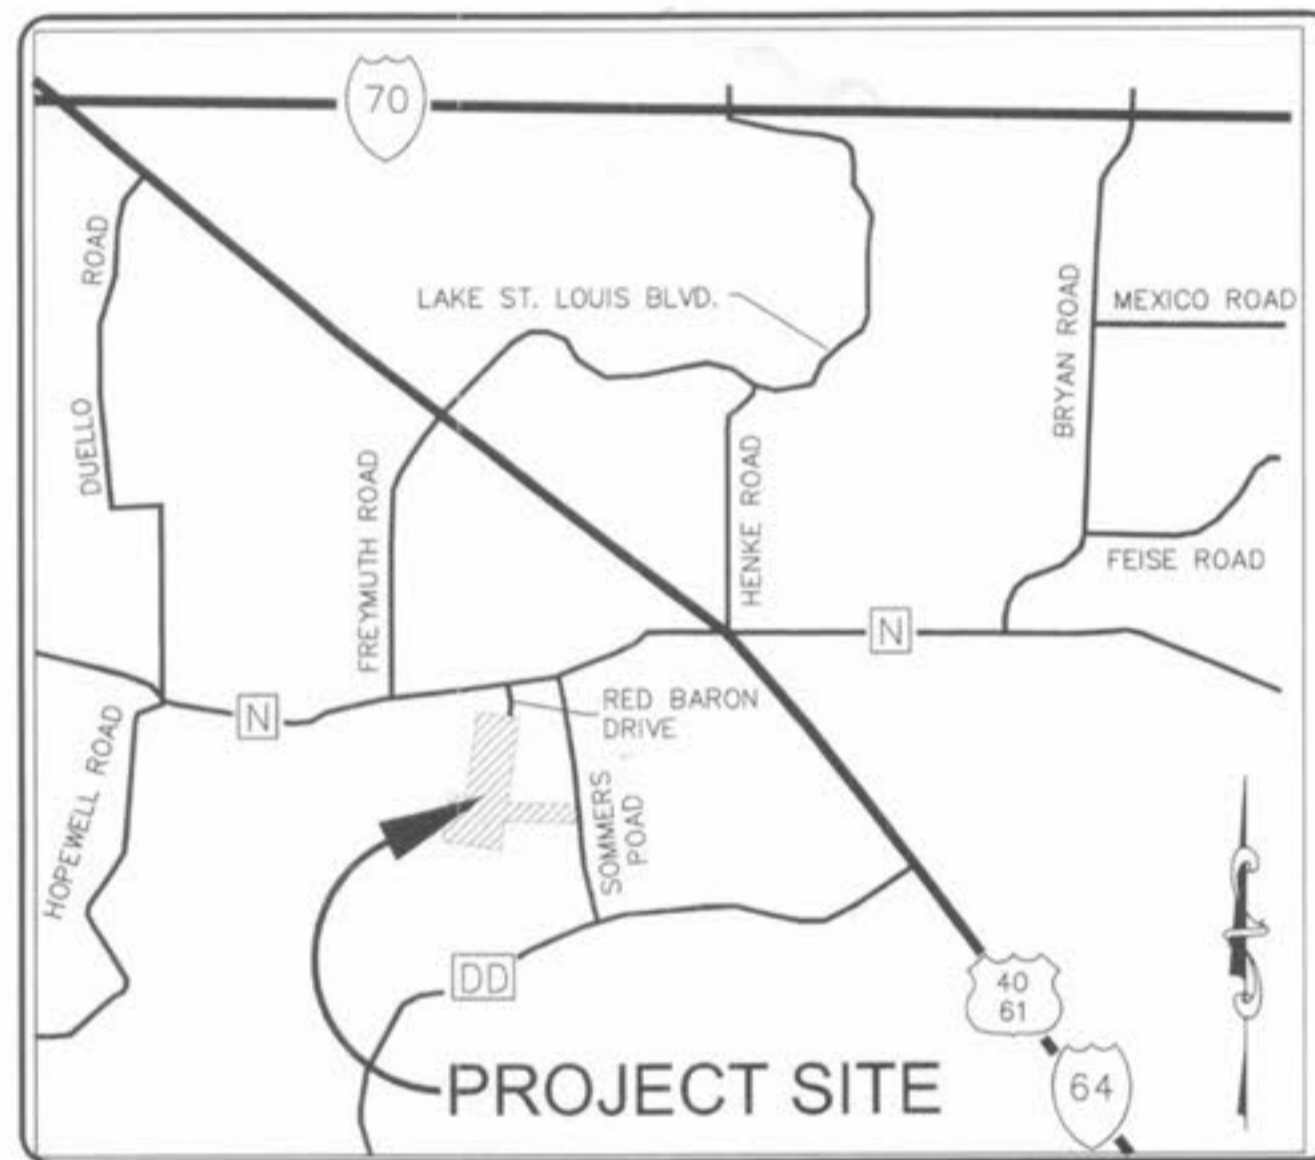 70
ROAD
LAKE ST. LOUIS BLVD.
MEXICO ROAD
BRYAN ROAD
DUELLO
FREYMUTH ROAD
HENKE ROAD
FEISE ROAD
N
N
RED BARON
DRIVE
HOPEWELL ROAD
SOMMERS
ROAD
DD
40
61
64
PROJECT SITE